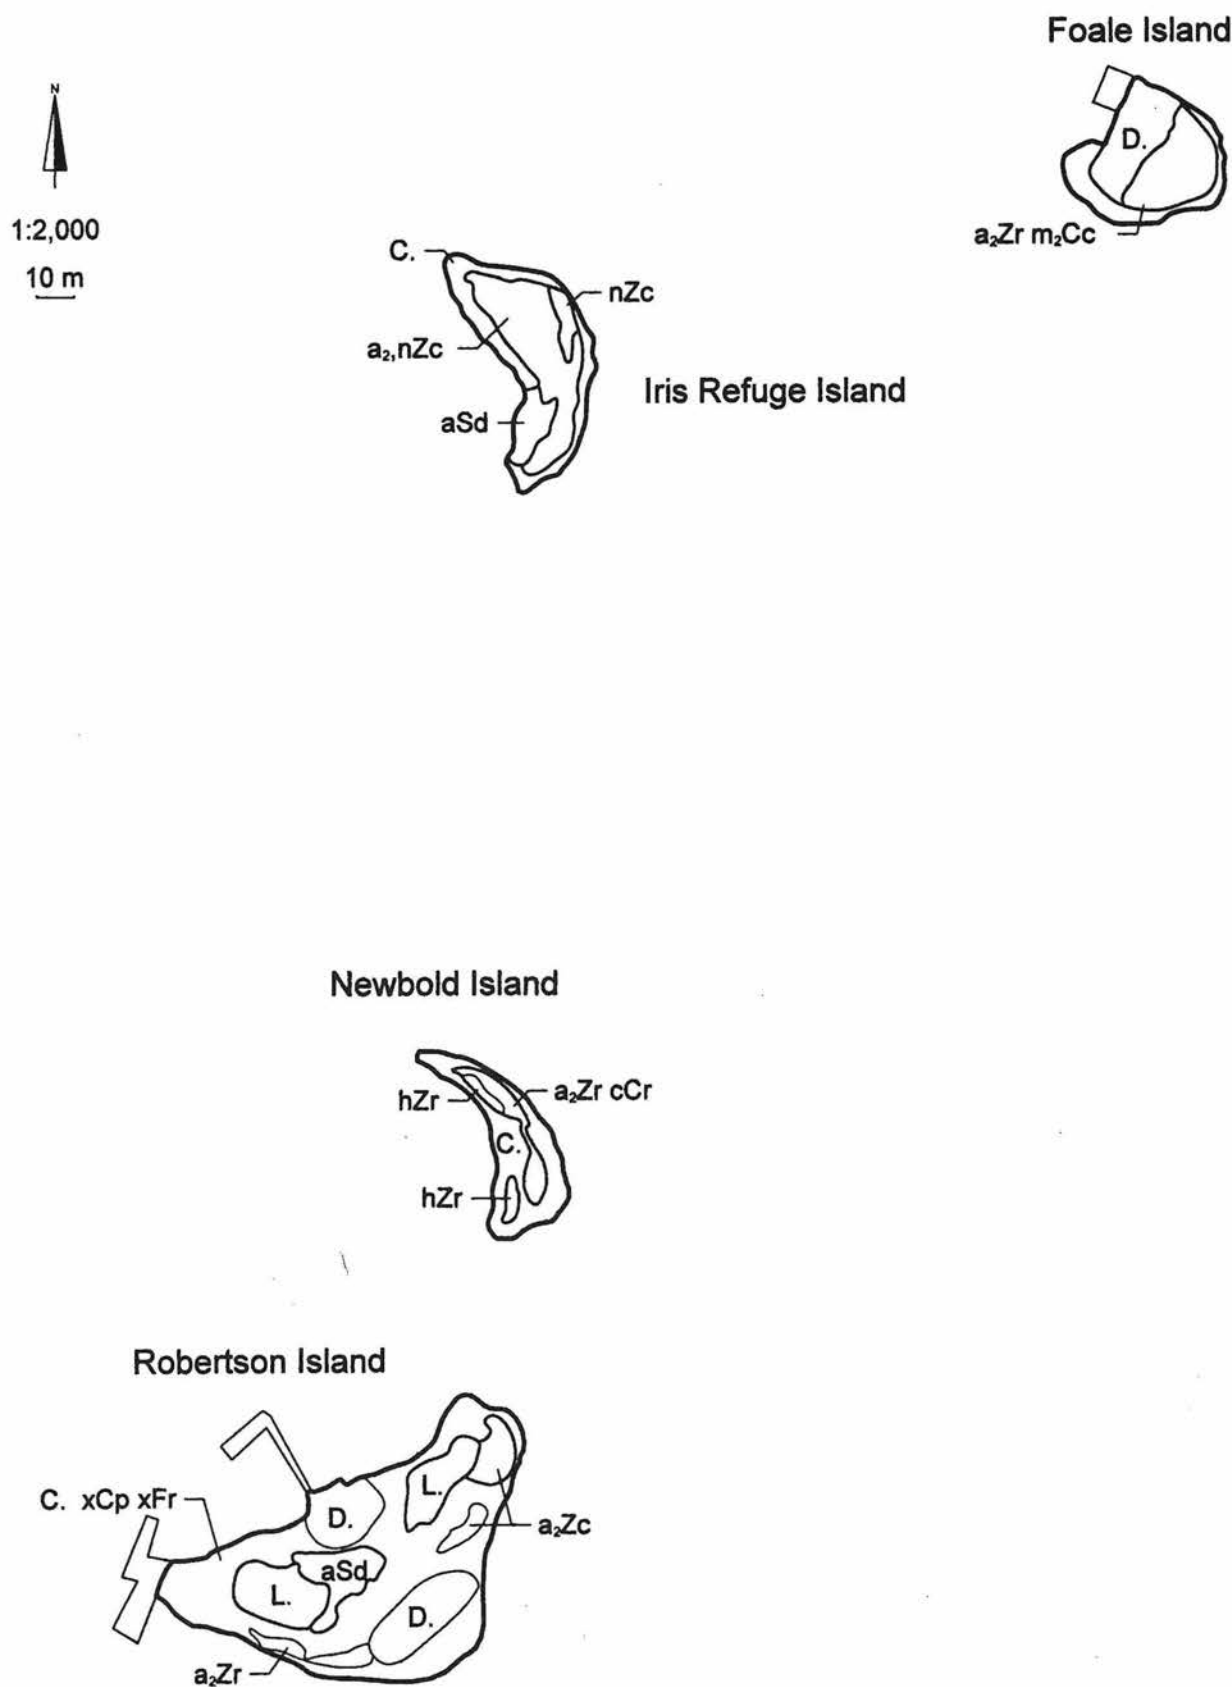 Foale Island
N
D.
1:2,000
10 m
a₂Zr m₂Cc
C.
nZc
a₂,nZc
Iris Refuge Island
aSd
Newbold Island
hZr
a₂Zr cCr
C.
hZr
Robertson Island
L.
C. xCp xFr
D.
a₂Zc
aSd
L.
D.
a₂Zr